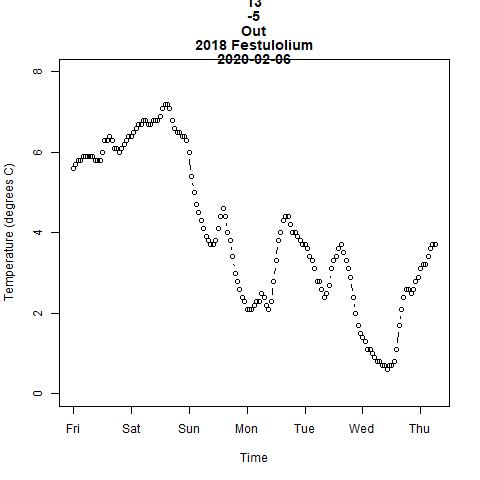 13
-5
Out
2018 Festulolium
2020-02-06
Temperature (degrees C)
8
6
4
2
0
Fri Sat Sun Mon Tue Wed Thu
Time